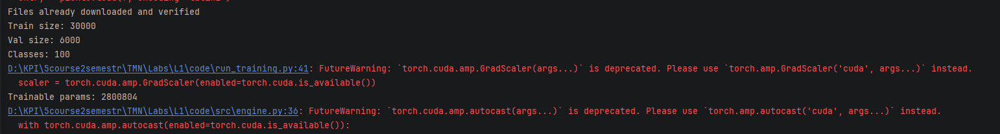 Files already downloaded and verified
Train size: 30000
Val size: 6000
Classes: 100
D:\KPI\5course2semestr\TMN\Labs\L1\code\run_training.py:41: FutureWarning: `torch.cuda.amp.GradScaler(args...)` is deprecated. Please use `torch.amp.GradScaler('cuda', args...)` instead.
  scaler = torch.cuda.amp.GradScaler(enabled=torch.cuda.is_available())
Trainable params: 2800804
D:\KPI\5course2semestr\TMN\Labs\L1\code\src\engine.py:36: FutureWarning: `torch.cuda.amp.autocast(args...)` is deprecated. Please use `torch.amp.autocast('cuda', args...)` instead.
  with torch.cuda.amp.autocast(enabled=torch.cuda.is_available()):